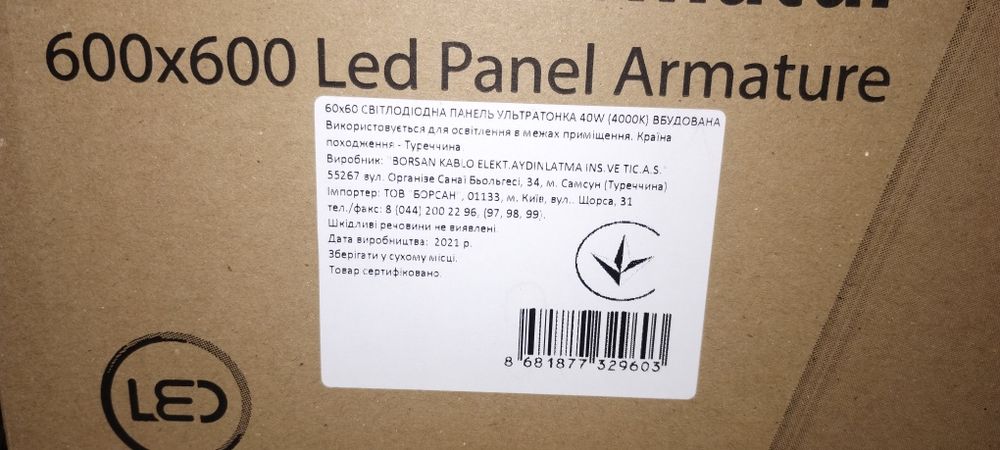 600x600 Led Panel Armature
60x60 СВІТЛОДІОДНА ПАНЕЛЬ УЛЬТРАТОНКА 40W (4000K) ВБУДОВАНА
Використовується для освітлення в межах приміщення. Країна
походження - Туреччина
Виробник: "BORSAN KABLO ELEKT.AYDINLATMA INS.VE TIC.A.S."
55267 вул. Організе Санаї Бьольгесі, 34, м. Самсун (Туреччина)
Імпортер: ТОВ "БОРСАН", 01133, м. Київ, вул.. Щорса, 31
тел./факс: 8 (044) 200 22 96, (97, 98, 99).
Шкідливі речовини не виявлені.
Дата виробництва: 2021 р.
Зберігати у сухому місці.
Товар сертифіковано.
8 681877 329603
LED